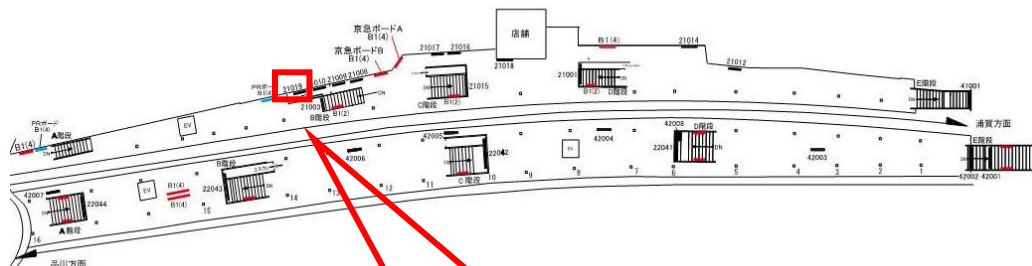 京急ボードA
B1(4)
京急ボードB
B1(4)
店舗
B1(4)
21014
21017
21016
21018
21012
21019
21009
21008
21003
B階段
B1(2)
DN
C階段
B1(2)
21015
21001
B1(2)
D階段
DN
E階段
DN
41001
浦賀方面
PRボード
B1(4)
A階段
B1(4)
DN
EV
42007
22044
A階段
EV
B1(4)
B1(4)
B階段
22043
DN
42006
42005
22042
C階段
EV
42004
42008
D階段
22041
DN
42003
E階段
DN
42002
42001
16
15
14
13
12
11
10
9
8
7
6
5
4
3
2
1
品川方面